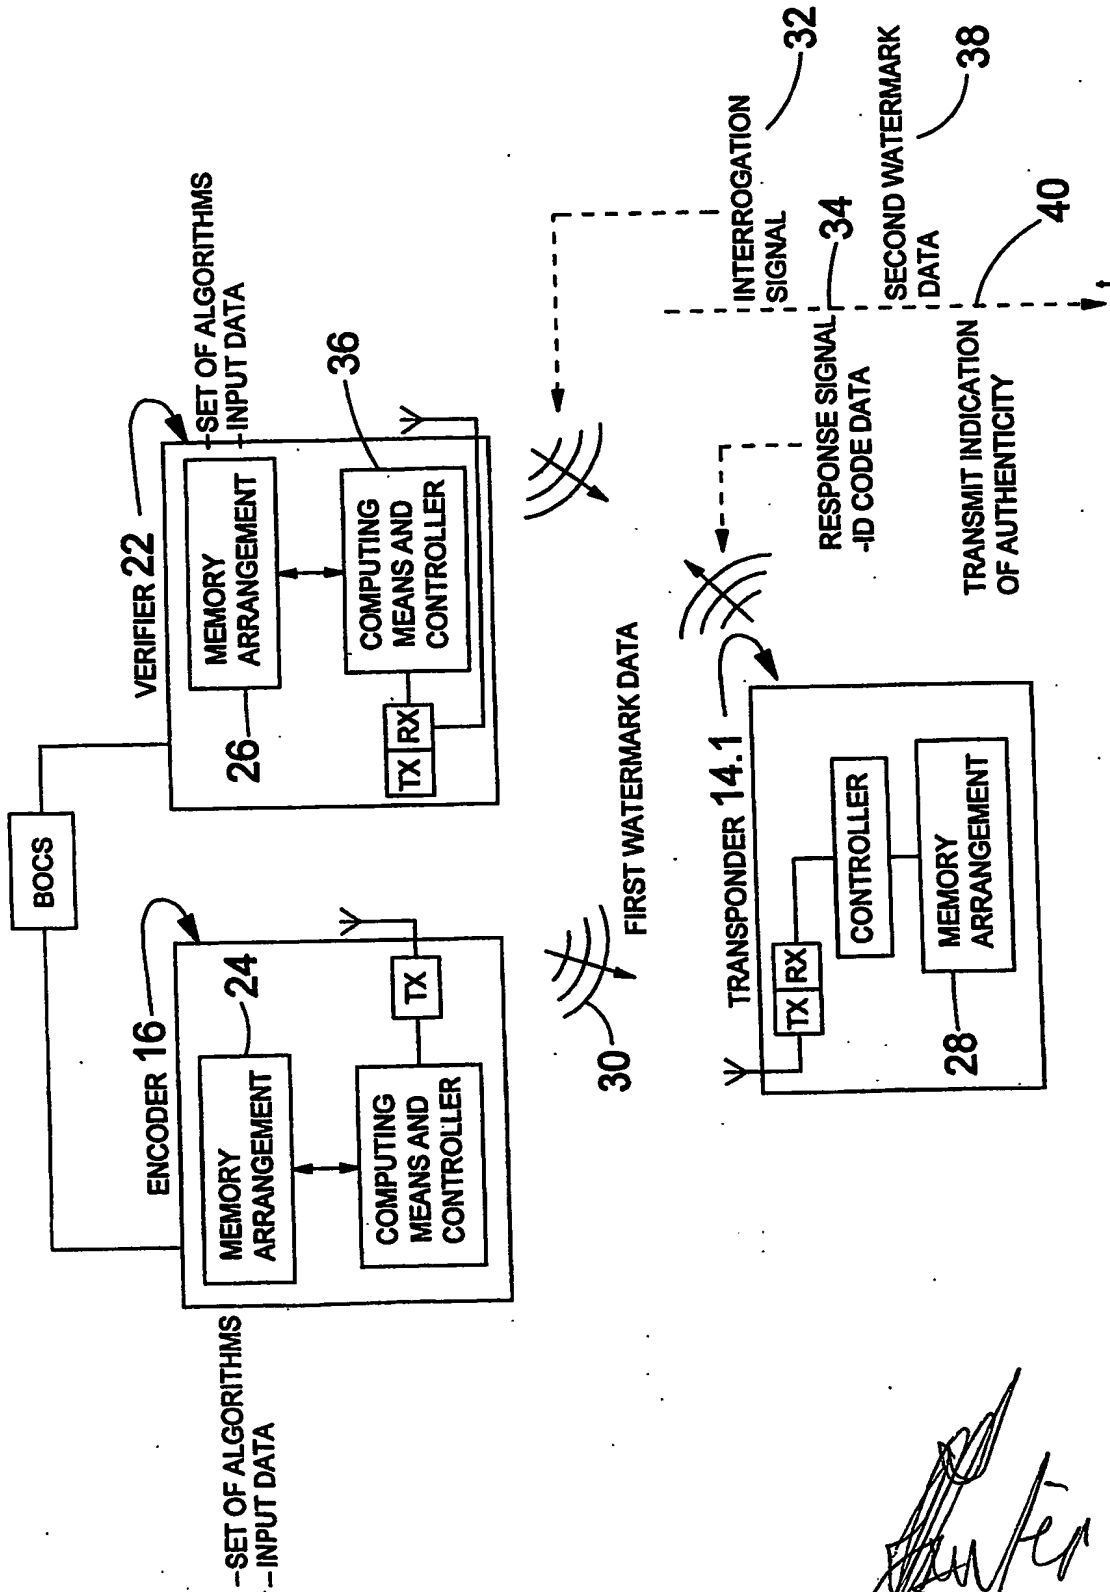 BOCS
ENCODER 16
24
MEMORY
ARRANGEMENT
COMPUTING
MEANS AND
CONTROLLER
TX
–SET OF ALGORITHMS
–INPUT DATA
VERIFIER 22
26
MEMORY
ARRANGEMENT
–SET OF ALGORITHMS
–INPUT DATA
COMPUTING
MEANS AND
CONTROLLER
36
TX RX
30
FIRST WATERMARK DATA
TRANSPONDER 14.1
TX RX
CONTROLLER
MEMORY
ARRANGEMENT
28
INTERROGATION
SIGNAL
32
RESPONSE SIGNAL
-ID CODE DATA
34
SECOND WATERMARK
DATA
38
TRANSMIT INDICATION
OF AUTHENTICITY
40
t